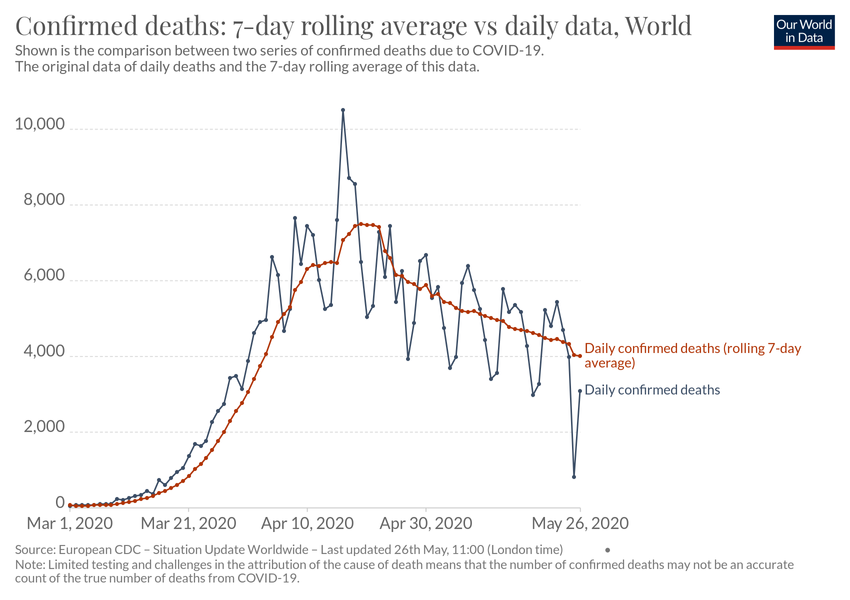 Confirmed deaths: 7-day rolling average vs daily data, World
Our World
in Data
Shown is the comparison between two series of confirmed deaths due to COVID-19.
The original data of daily deaths and the 7-day rolling average of this data.
10,000
8,000
6,000
4,000
2,000
0
Daily confirmed deaths (rolling 7-day
average)
Daily confirmed deaths
Mar 1, 2020
Mar 21, 2020
Apr 10, 2020
Apr 30, 2020
May 26, 2020
Source: European CDC – Situation Update Worldwide – Last updated 26th May, 11:00 (London time)
Note: Limited testing and challenges in the attribution of the cause of death means that the number of confirmed deaths may not be an accurate
count of the true number of deaths from COVID-19.